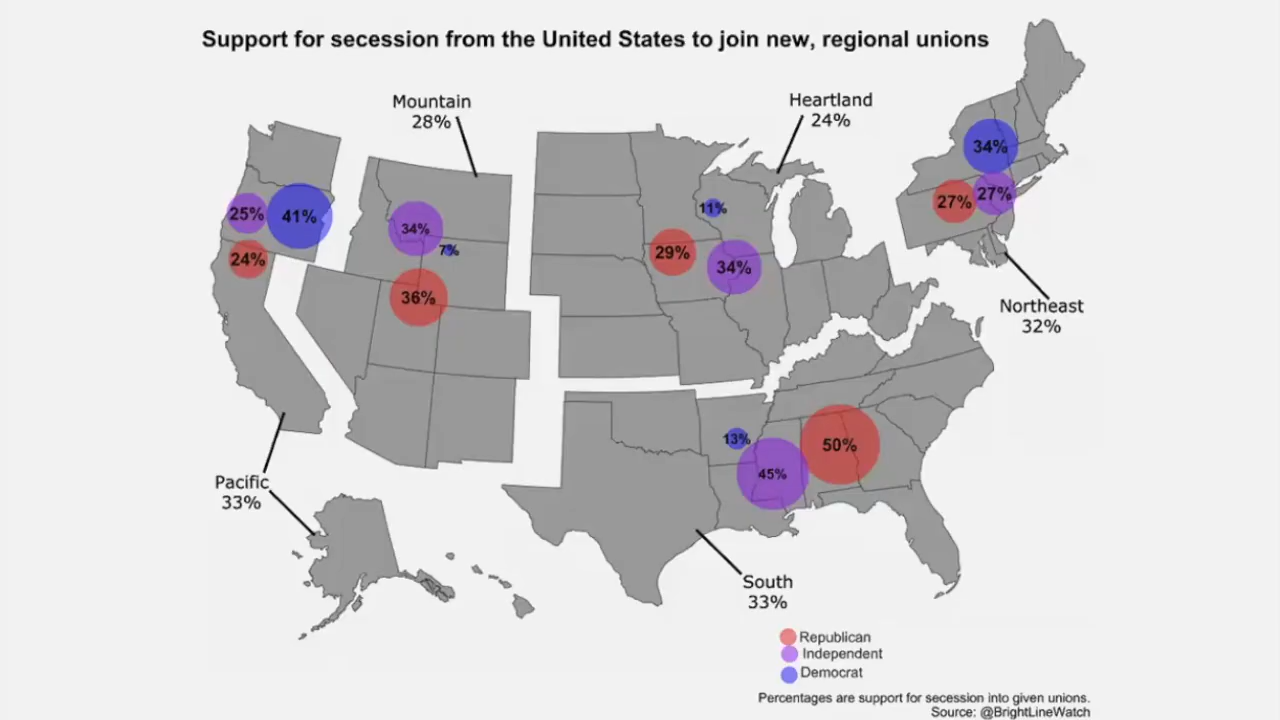 Support for secession from the United States to join new, regional unions
Mountain
28%
Heartland
24%
34%
11%
27%
27%
25%
41%
34%
7%
29%
34%
24%
36%
Northeast
32%
13%
50%
45%
Pacific
33%
South
33%
Republican
Independent
Democrat
Percentages are support for secession into given unions.
Source: @BrightLineWatch